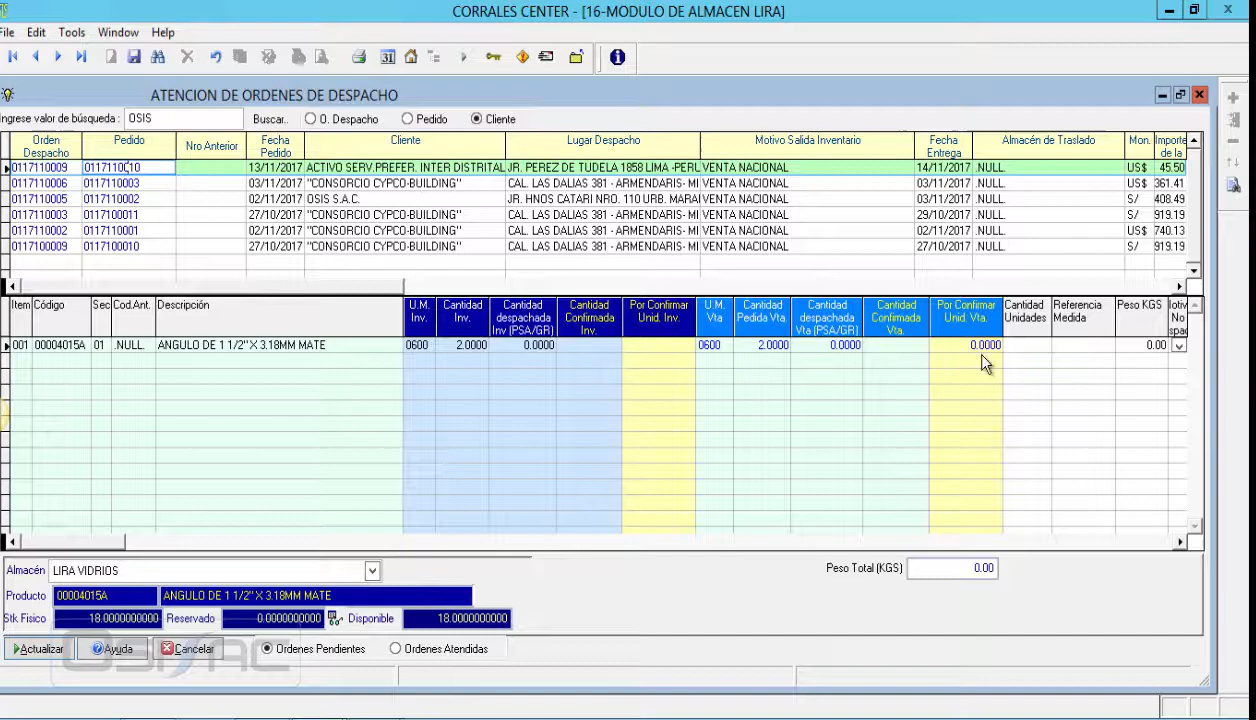 CORRALES CENTER - [16-MODULO DE ALMACEN LIRA]
File Edit Tools Window Help
31
ATENCION DE ORDENES DE DESPACHO
Ingrese valor de búsqueda : OSIS Buscar.. O. Despacho Pedido Cliente
Orden Despacho Pedido Nro Anterior Fecha Pedido Cliente Lugar Despacho Motivo Salida Inventario Fecha Entrega Almacén de Traslado Mon. Importe de la
0117110009 0117110010 13/11/2017 ACTIVO SERV.PREFER. INTER DISTRITAL JR. PEREZ DE TUDELA 1858 LIMA -PERU VENTA NACIONAL 14/11/2017 .NULL. US$ 45.50
0117110006 0117110003 03/11/2017 "CONSORCIO CYPCO-BUILDING" CAL. LAS DALIAS 381 - ARMENDARIS- MI VENTA NACIONAL 03/11/2017 .NULL. US$ 361.41
0117110005 0117110002 02/11/2017 OSIS S.A.C. JR. HNOS CATARI NRO. 110 URB. MARAI VENTA NACIONAL 03/11/2017 .NULL. S/ 408.49
0117110003 0117100011 27/10/2017 "CONSORCIO CYPCO-BUILDING" CAL. LAS DALIAS 381 - ARMENDARIS- MI VENTA NACIONAL 29/10/2017 .NULL. S/ 919.19
0117110002 0117110001 02/11/2017 "CONSORCIO CYPCO-BUILDING" CAL. LAS DALIAS 381 - ARMENDARIS- MI VENTA NACIONAL 02/11/2017 .NULL. US$ 740.13
0117100009 0117100010 27/10/2017 "CONSORCIO CYPCO-BUILDING" CAL. LAS DALIAS 381 - ARMENDARIS- MI VENTA NACIONAL 27/10/2017 .NULL. S/ 919.19
Item Código Sec Cod.Ant. Descripción U.M. Inv. Cantidad Inv. Cantidad despachada Inv (PSA/GR) Cantidad Confirmada Inv. Por Confirmar Unid. Inv. U.M. Vta Cantidad Pedida Vta. Cantidad despachada Vta (PSA/GR) Cantidad Confirmada Vta. Por Confirmar Unid. Vta. Cantidad Unidades Referencia Medida Peso KGS No
001 00004015A 01 .NULL. ANGULO DE 1 1/2" X 3.18MM MATE 0600 2.0000 0.0000 0600 2.0000 0.0000 0.0000 0.00
Almacén LIRA VIDRIOS Peso Total (KGS) 0.00
Producto 00004015A ANGULO DE 1 1/2" X 3.18MM MATE
Stk Fisico 18.0000000000 Reservado 0.0000000000 Disponible 18.0000000000
Actualizar Ayuda Cancelar Ordenes Pendientes Ordenes Atendidas